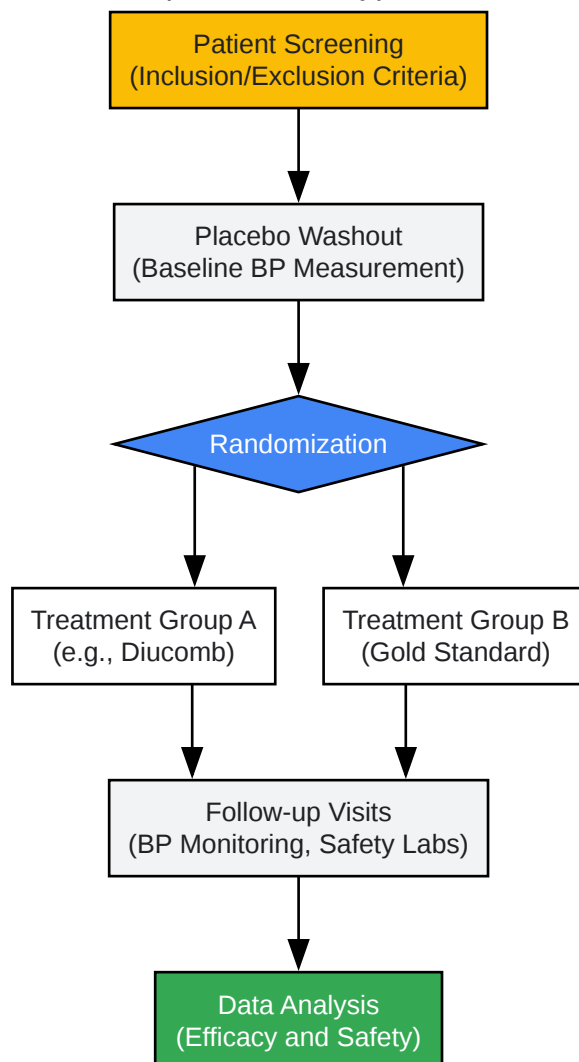 Patient Screening
(Inclusion/Exclusion Criteria)
Placebo Washout
(Baseline BP Measurement)
Randomization
Treatment Group A
(e.g., Diucomb)
Treatment Group B
(Gold Standard)
Follow-up Visits
(BP Monitoring, Safety Labs)
Data Analysis
(Efficacy and Safety)